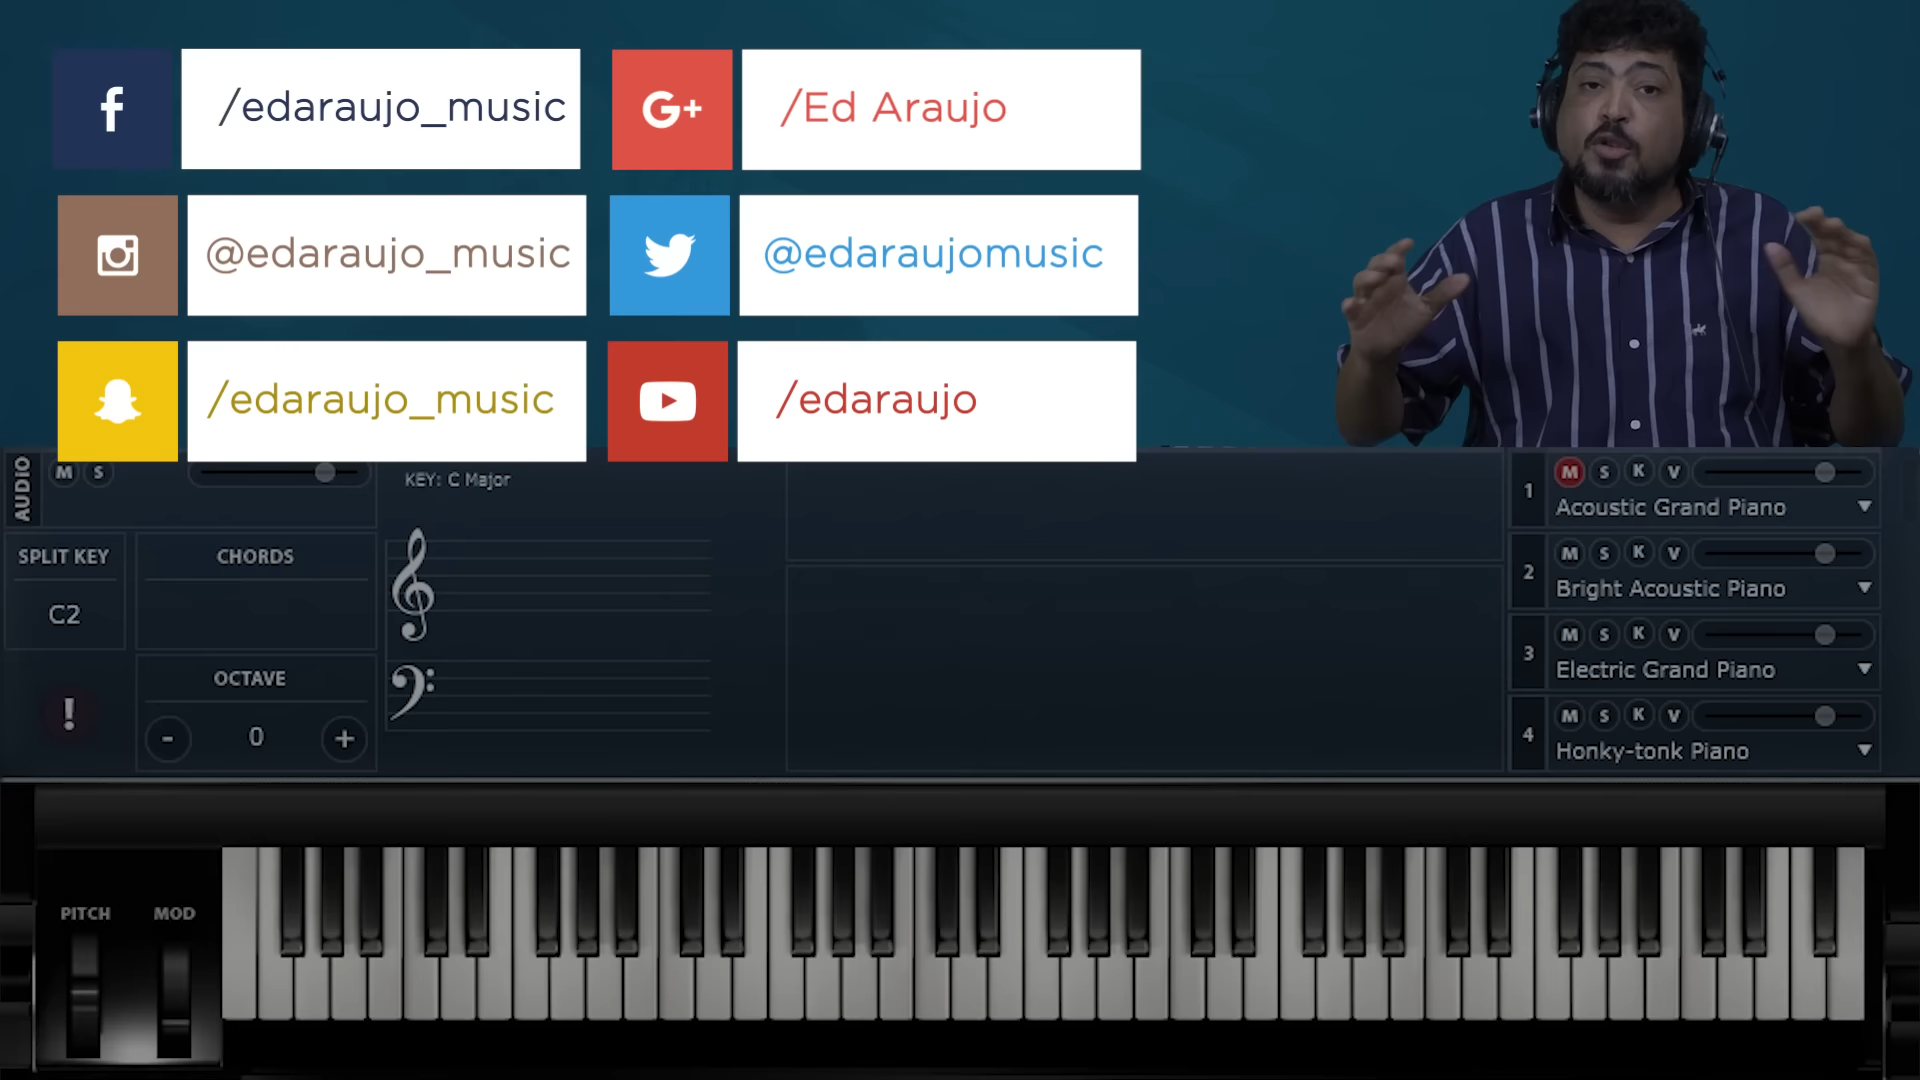 f /edaraujo_music
G+ /Ed Araujo
@edaraujo_music
@edaraujomusic
/edaraujo_music
/edaraujo
AUDIO
M S
KEY: C Major
SPLIT KEY
C2
CHORDS
!
OCTAVE
- 0 +
1 M S K V
Acoustic Grand Piano
2 M S K V
Bright Acoustic Piano
3 M S K V
Electric Grand Piano
4 M S K V
Honky-tonk Piano
PITCH MOD